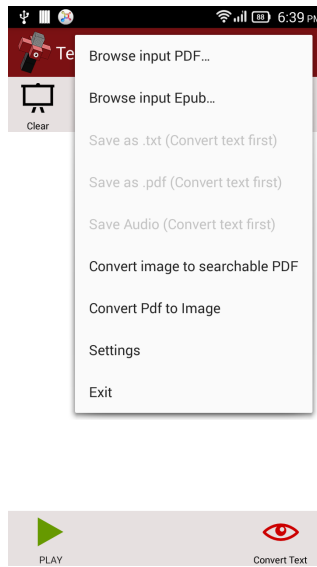 88 6:39 PM
Te
Browse input PDF...
Browse input Epub...
Clear
Save as .txt (Convert text first)
Save as .pdf (Convert text first)
Save Audio (Convert text first)
Convert image to searchable PDF
Convert Pdf to Image
Settings
Exit
PLAY
Convert Text